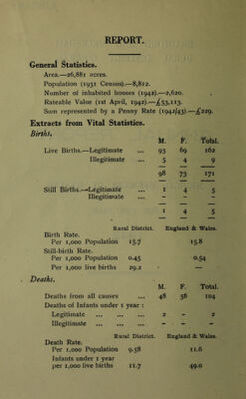 REPORT.
General Statistics.
Area.—26,881 acres.
Population (1931 Census).—8,822.
Number of inhabited houses (1942).—2,620.
Rateable Value (1st April, 1942).—£53,113.
Sum represented by a Penny Rate (1942/43).—£229.
Extracts from Vital Statistics.
Births.
M. F. Total.
Live Births.—Legitimate ... 93 69 162
Illegitimate ... 5 4 9
98 73 171
Still Births.—Legitimate ... 1 4 5
Illegitimate ... - - -
1 4 5
Rural District. England & Wales.
Birth Rate.
Per 1,000 Population 15.7 15.8
Still-birth Rate.
Per 1,000 Population 0.45 0.54
Per 1,000 live births 29.2 —
Deaths.
M. F. Total.
Deaths from all causes ... 48 56 104
Deaths of Infants under 1 year :
Legitimate ... ... ... 2 - 2
Illegitimate ... ... ... - - -
Rural District. England & Wales.
Death Rate.
Per 1,000 Population 9.58 11.6
Infants under 1 year
per 1,000 live births 11.7 49.0